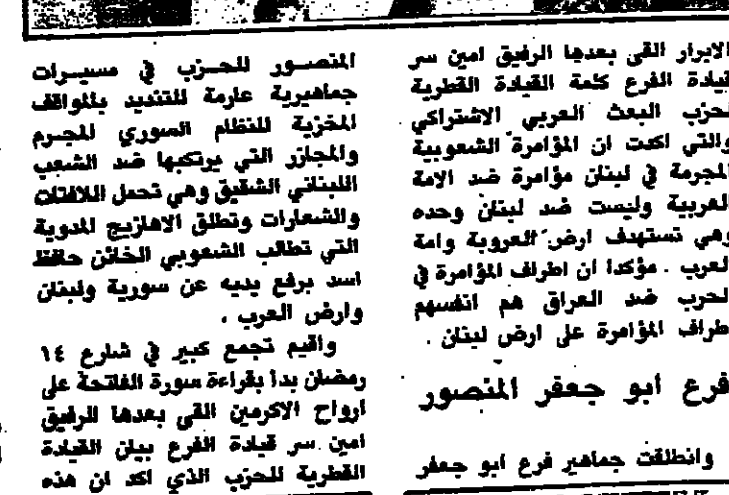 الابرار القى بعدها الرفيق امين سر
قيادة الفرع كلمة القيادة القطرية
لحزب البعث العربي الاشتراكي
والتي اكدت ان المؤامرة الشعوبية
المجرمة في لبنان مؤامرة ضد الامة
العربية وليست ضد لبنان وحده
وهي تستهدف ارض العروبة وامة
العرب . مؤكدا ان اطراف المؤامرة في
الحرب ضد العراق هم انفسهم
اطراف المؤامرة على ارض لبنان .
فرع ابو جعفر المنصور
وانطلقت جماهير فرع ابو جعفر
المنصور للحزب في مسيرات
جماهيرية عارمة للتنديد بالمواقف
المخزية للنظام السوري المجرم
والمجازر التي يرتكبها ضد الشعب
اللبناني الشقيق وهي تحمل اللافتات
والشعارات وتطلق الاهازيج المدوية
التي تطالب الشعوبي الخائن حافظ
اسد برفع يديه عن سورية ولبنان
وارض العرب .
واقيم تجمع كبير في شارع ١٤
رمضان بدأ بقراءة سورة الفاتحة على
ارواح الاكرمين القى بعدها الرفيق
امين سر قيادة الفرع بيان القيادة
القطرية للحزب الذي اكد ان هذه